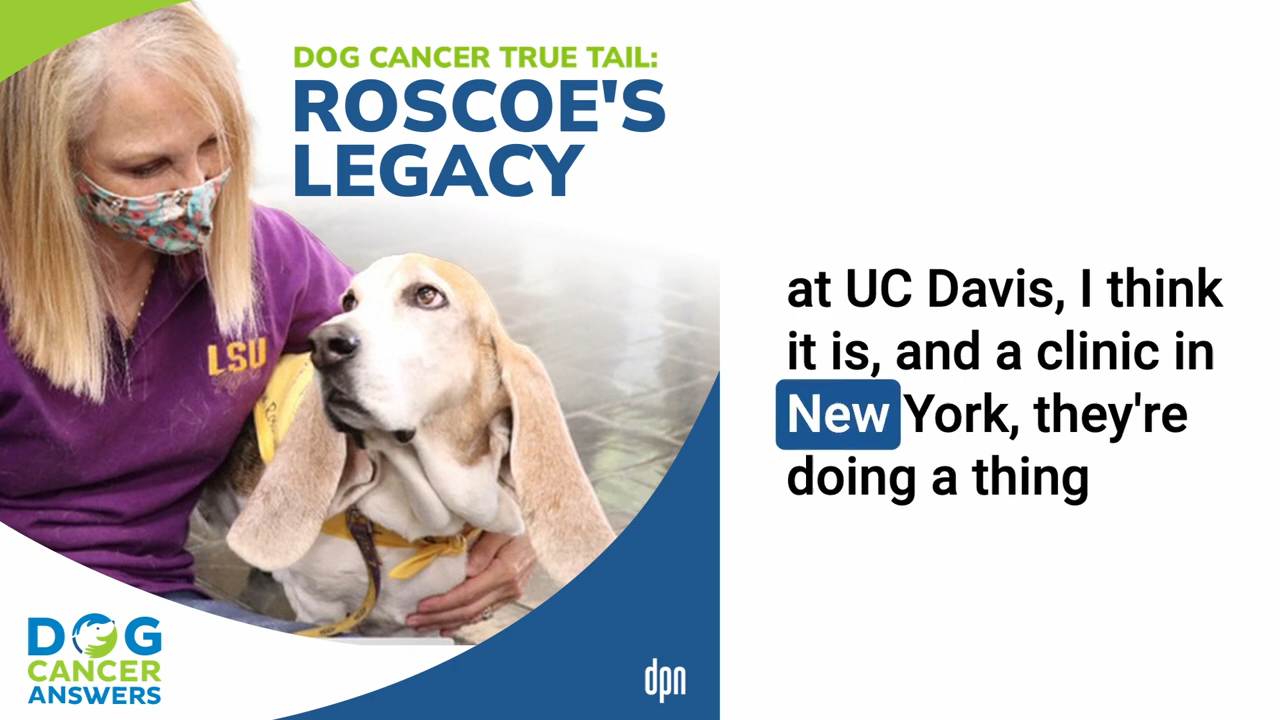 DOG CANCER TRUE TAIL:
ROSCOE'S
LEGACY
LSU
at UC Davis, I think
it is, and a clinic in
New York, they're
doing a thing
DOG
CANCER
ANSWERS
dpn